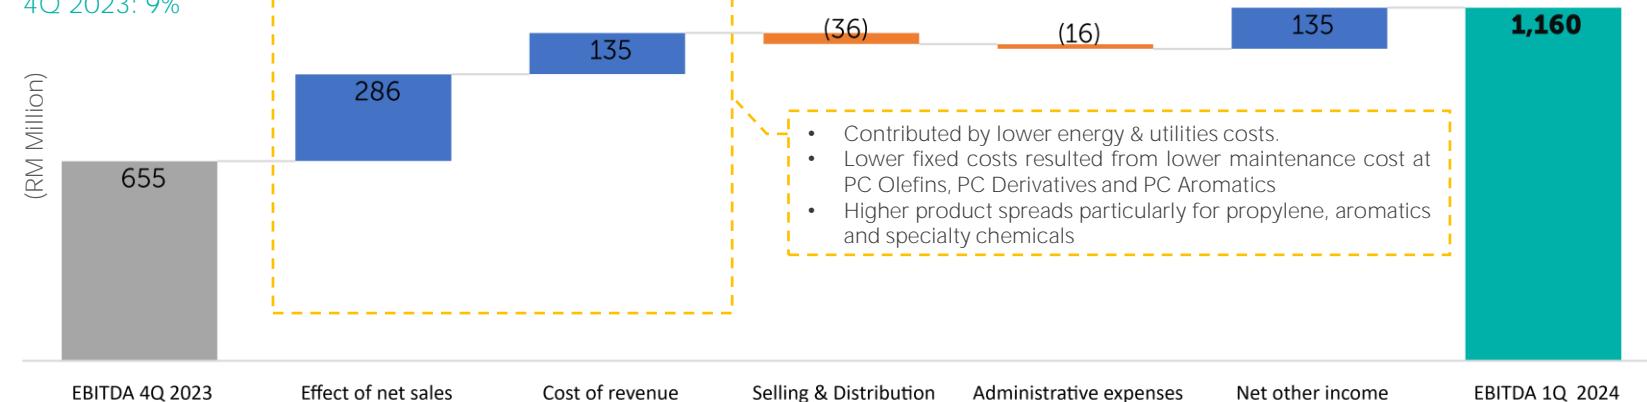 4Q 2023: 9%
135
1,160
(36)
(16)
135
286
(RM Million)
• Contributed by lower energy & utilities costs.
• Lower fixed costs resulted from lower maintenance cost at
PC Olefins, PC Derivatives and PC Aromatics
• Higher product spreads particularly for propylene, aromatics
and specialty chemicals
655
EBITDA 4Q 2023
Effect of net sales
Cost of revenue
Selling & Distribution
Administrative expenses
Net other income
EBITDA 1Q 2024